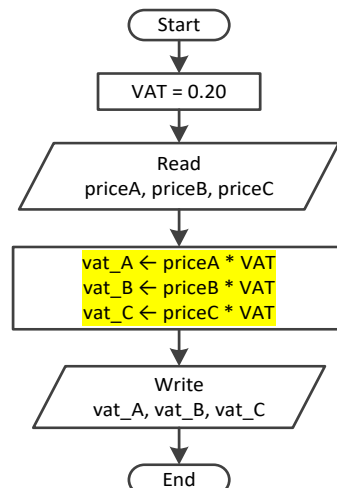 Start
VAT = 0.20
Read
priceA, priceB, priceC
vat_A ← priceA * VAT
vat_B ← priceB * VAT
vat_C ← priceC * VAT
Write
vat_A, vat_B, vat_C
End